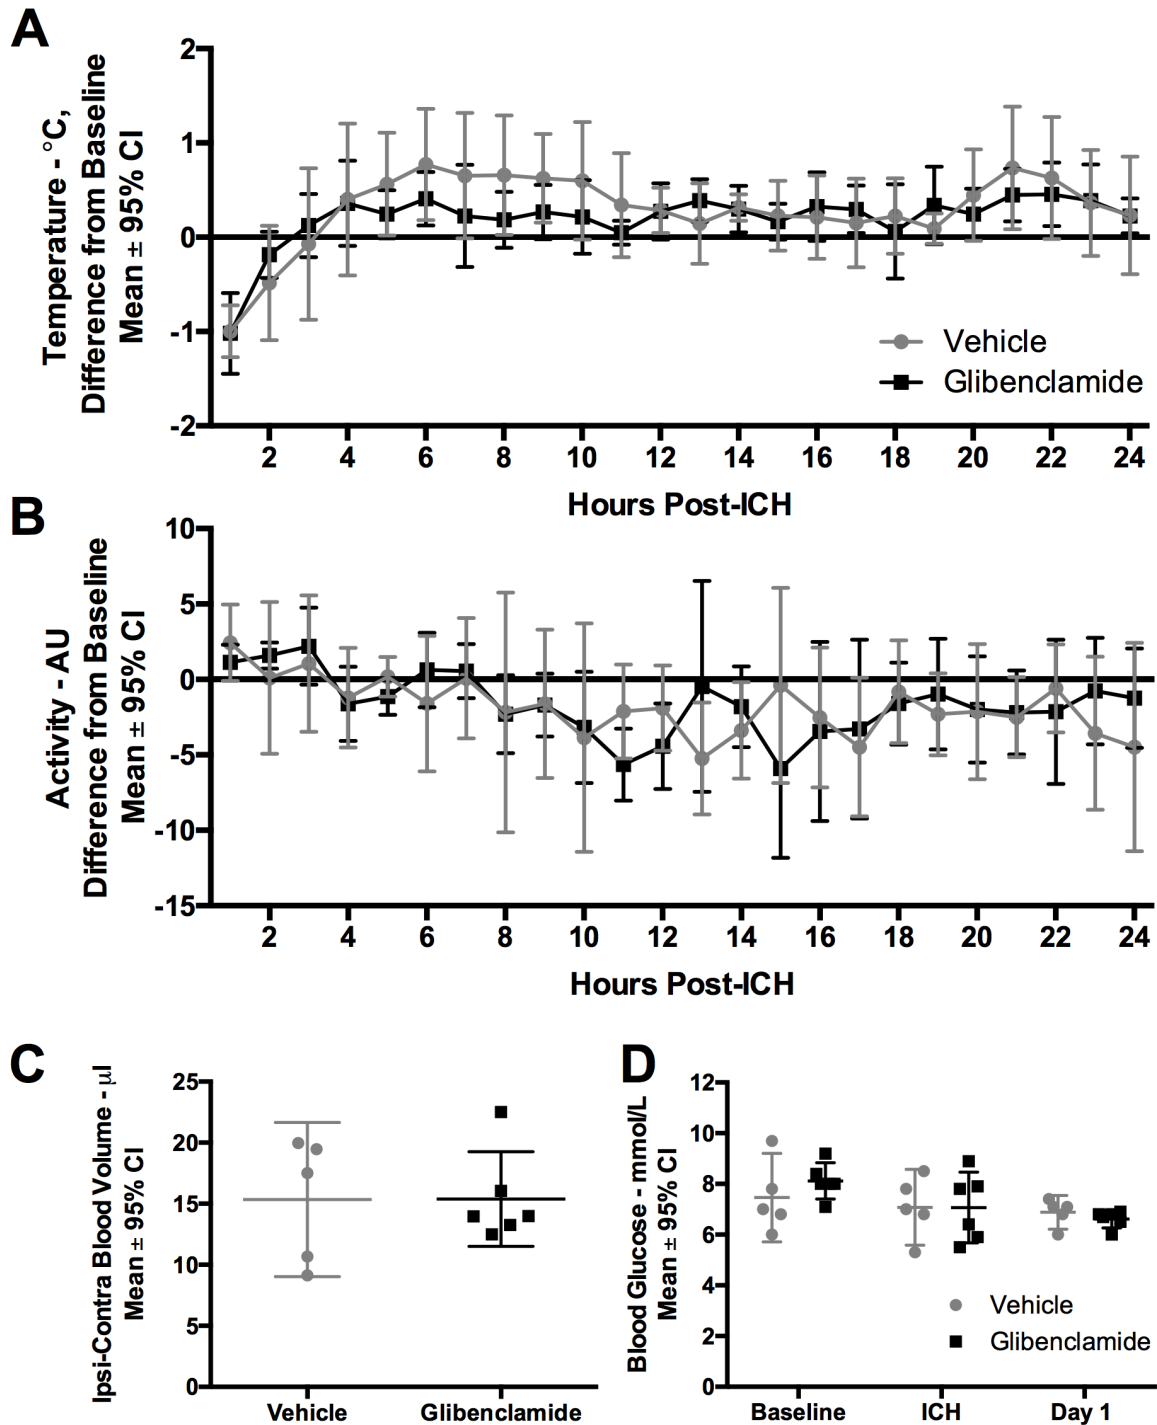 A
Temperature - °C,
Difference from Baseline
Mean ± 95% CI
2
1
0
-1
-2
Vehicle
Glibenclamide
2 4 6 8 10 12 14 16 18 20 22 24
Hours Post-ICH
B
Activity - AU
Difference from Baseline
Mean ± 95% CI
10
5
0
-5
-10
-15
2 4 6 8 10 12 14 16 18 20 22 24
Hours Post-ICH
C
Ipsi-Contra Blood Volume - μl
Mean ± 95% CI
25
20
15
10
5
0
Vehicle Glibenclamide
D
Blood Glucose - mmol/L
Mean ± 95% CI
12
10
8
6
4
2
0
Vehicle
Glibenclamide
Baseline ICH Day 1